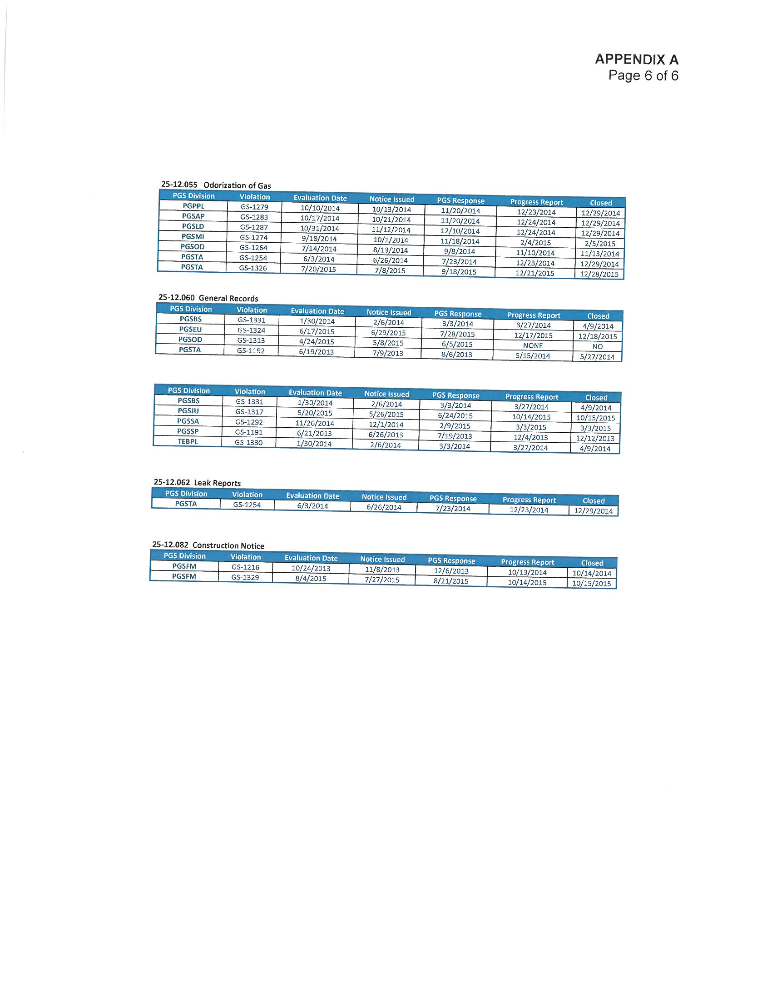 APPENDIX A
Page 6 of 6
25-12.055 Odorization of Gas
PGS Division Violation Evaluation Date Notice Issued PGS Response Progress Report Closed
PGPPL GS-1279 10/10/2014 10/13/2014 11/20/2014 12/23/2014 12/29/2014
PGSAP GS-1283 10/17/2014 10/21/2014 11/20/2014 12/24/2014 12/29/2014
PGSLD GS-1287 10/31/2014 11/12/2014 12/10/2014 12/24/2014 12/29/2014
PGSMI GS-1274 9/18/2014 10/1/2014 11/18/2014 2/4/2015 2/5/2015
PGSOD GS-1264 7/14/2014 8/13/2014 9/8/2014 11/10/2014 11/13/2014
PGSTA GS-1254 6/3/2014 6/26/2014 7/23/2014 12/23/2014 12/29/2014
PGSTA GS-1326 7/20/2015 7/8/2015 9/18/2015 12/21/2015 12/28/2015
25-12.060 General Records
PGS Division Violation Evaluation Date Notice Issued PGS Response Progress Report Closed
PGSBS GS-1331 1/30/2014 2/6/2014 3/3/2014 3/27/2014 4/9/2014
PGSEU GS-1324 6/17/2015 6/29/2015 7/28/2015 12/17/2015 12/18/2015
PGSOD GS-1313 4/24/2015 5/8/2015 6/5/2015 NONE NO
PGSTA GS-1192 6/19/2013 7/9/2013 8/6/2013 5/15/2014 5/27/2014
PGS Division Violation Evaluation Date Notice Issued PGS Response Progress Report Closed
PGSBS GS-1331 1/30/2014 2/6/2014 3/3/2014 3/27/2014 4/9/2014
PGSJU GS-1317 5/20/2015 5/26/2015 6/24/2015 10/14/2015 10/15/2015
PGSSA GS-1292 11/26/2014 12/1/2014 2/9/2015 3/3/2015 3/3/2015
PGSSP GS-1191 6/21/2013 6/26/2013 7/19/2013 12/4/2013 12/12/2013
TEBPL GS-1330 1/30/2014 2/6/2014 3/3/2014 3/27/2014 4/9/2014
25-12.062 Leak Reports
PGS Division Violation Evaluation Date Notice Issued PGS Response Progress Report Closed
PGSTA GS-1254 6/3/2014 6/26/2014 7/23/2014 12/23/2014 12/29/2014
25-12.082 Construction Notice
PGS Division Violation Evaluation Date Notice Issued PGS Response Progress Report Closed
PGSFM GS-1216 10/24/2013 11/8/2013 12/6/2013 10/13/2014 10/14/2014
PGSFM GS-1329 8/4/2015 7/27/2015 8/21/2015 10/14/2015 10/15/2015